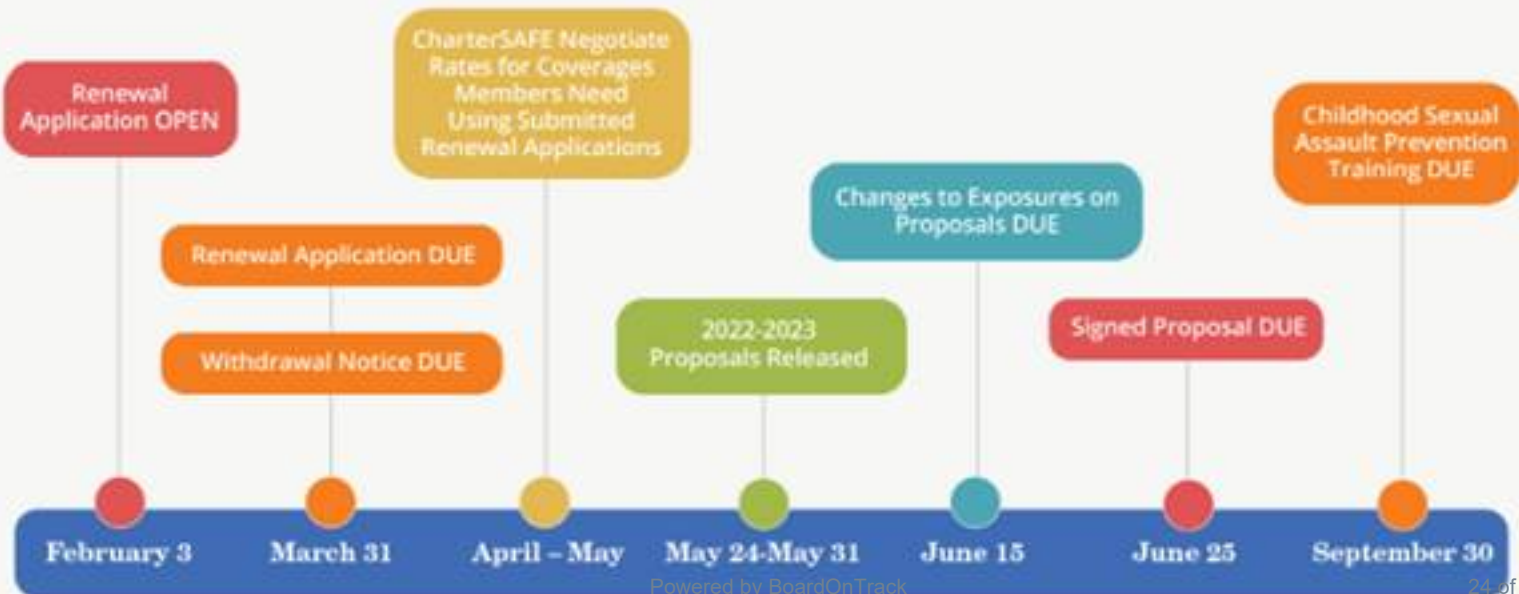 Renewal
Application OPEN
CharterSAFE Negotiate
Rates for Coverages
Members Need
Using Submitted
Renewal Applications
Childhood Sexual
Assault Prevention
Training DUE
Changes to Exposures on
Proposals DUE
Renewal Application DUE
Withdrawal Notice DUE
2022-2023
Proposals Released
Signed Proposal DUE
February 3
March 31
April – May
May 24-May 31
June 15
June 25
September 30
Powered by BoardOnTrack
24 of